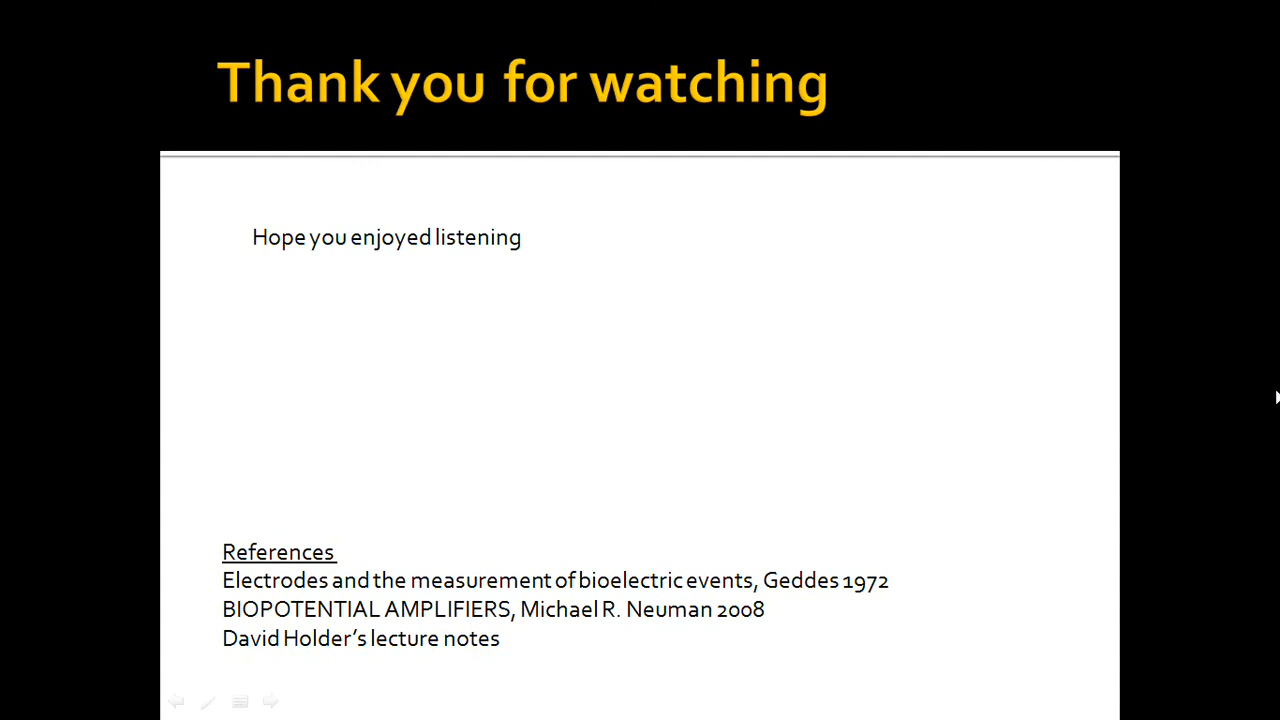 Thank you for watching
Hope you enjoyed listening
References
Electrodes and the measurement of bioelectric events, Geddes 1972
BIOPOTENTIAL AMPLIFIERS, Michael R. Neuman 2008
David Holder’s lecture notes